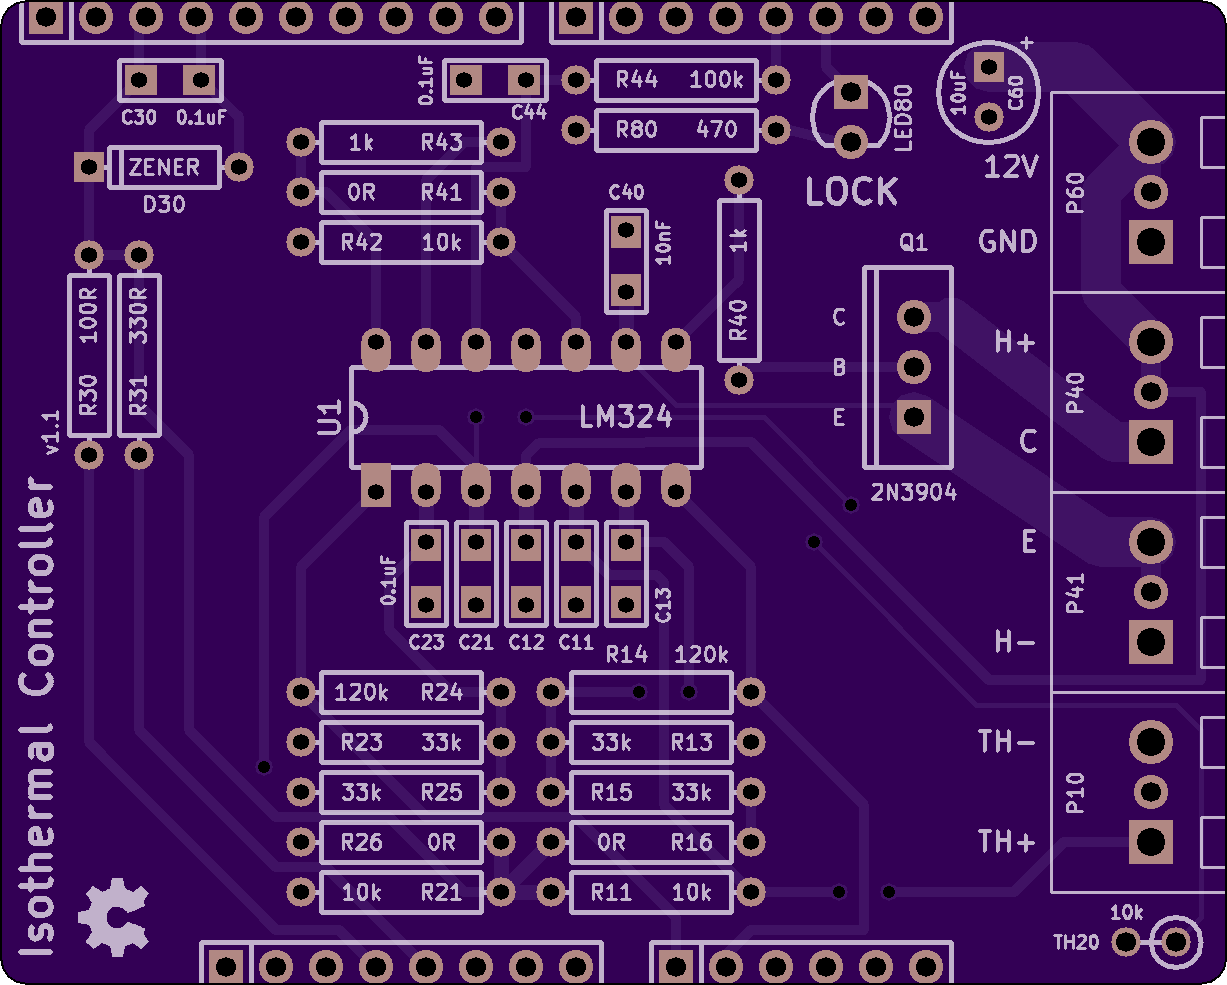 +
0.1uF
R44 100k
10uF
C60
C30 0.1uF
C44
LED80
1k R43
R80 470
ZENER
12V
D30
0R R41
C40
LOCK
P60
R42 10k
10nF
1k
R40
Q1
GND
R30 100R
R31 330R
C
B
E
H+
P40
C
v1.1
U1
LM324
2N3904
Isothermal Controller
E
0.1uF
C13
P41
C23 C21 C12 C11
H-
R14 120k
120k R24
R23 33k
33k R13
TH-
33k R25
R15 33k
P10
R26 0R
0R R16
TH+
10k R21
R11 10k
10k
TH20